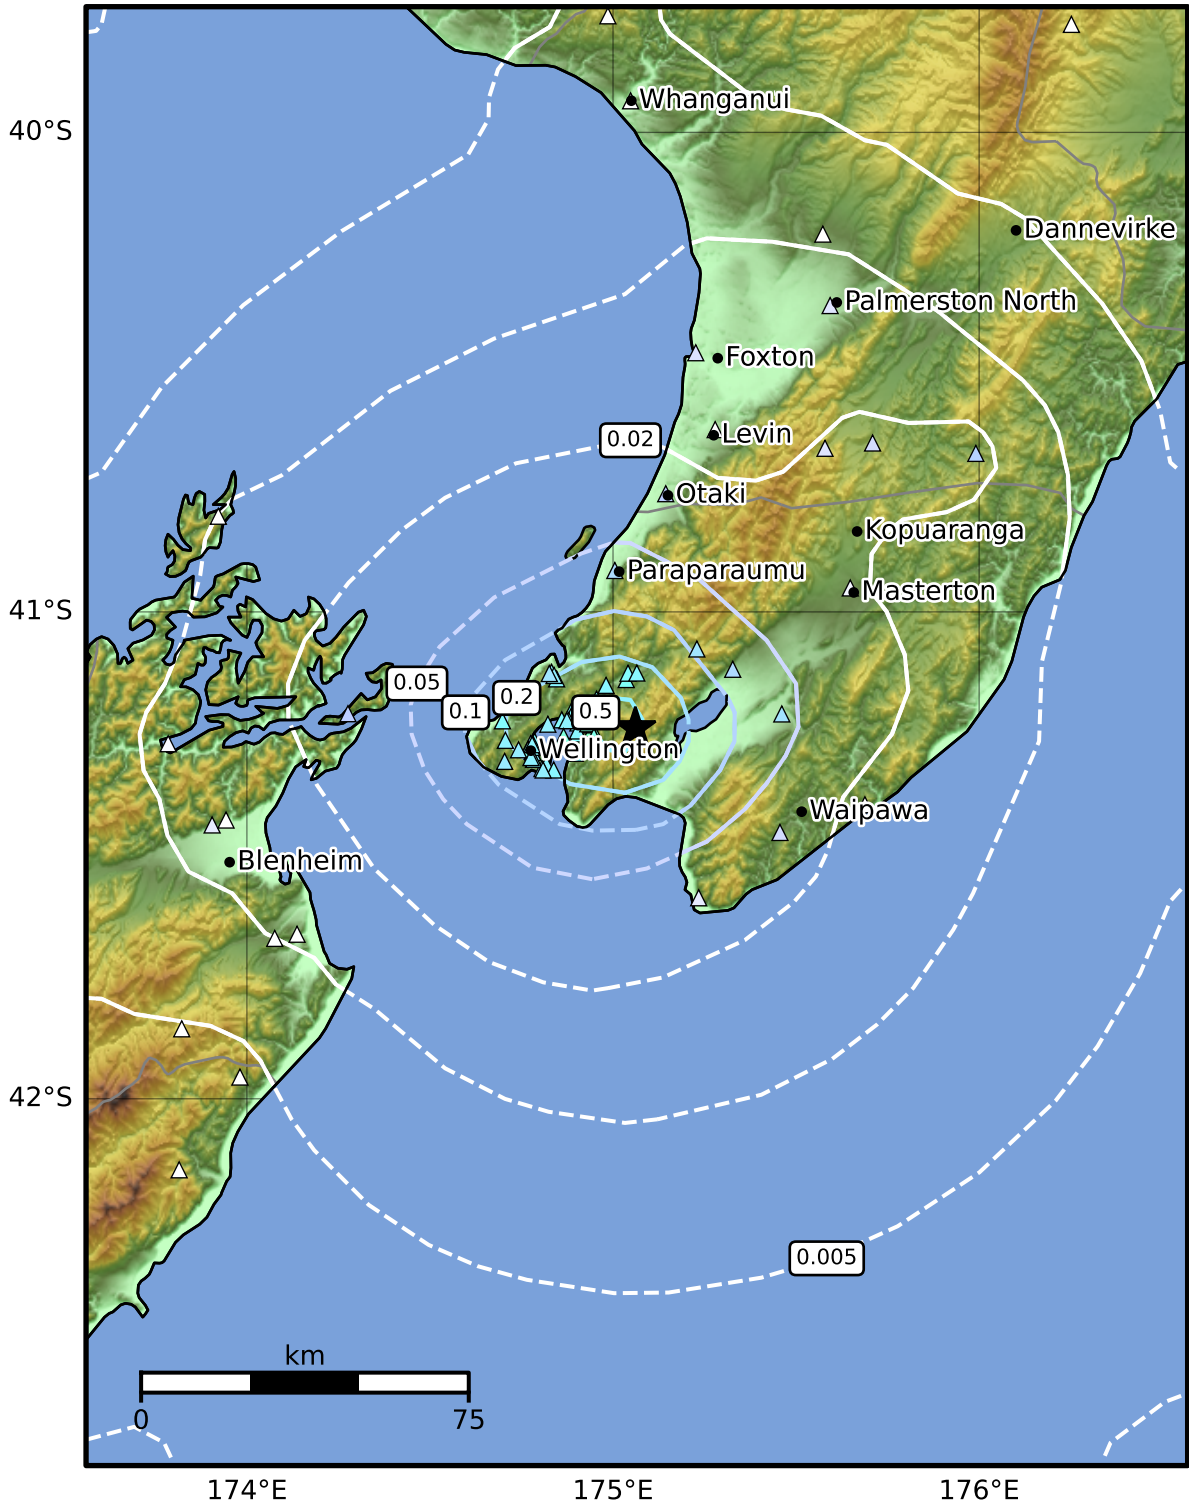 Whanganui
40°S
Dannevirke
Palmerston North
Foxton
Levin
0.02
Otaki
Kopuaranga
Paraparaumu
Masterton
41°S
0.05
0.2
0.1
0.5
Wellington
Waipawa
Blenheim
42°S
0.005
km
0
75
174°E
175°E
176°E